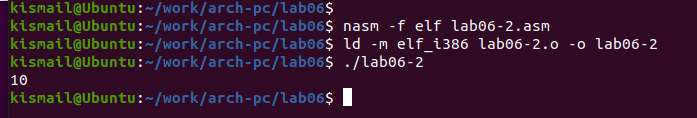 kismail@Ubuntu:~/work/arch-pc/lab06$
kismail@Ubuntu:~/work/arch-pc/lab06$ nasm -f elf lab06-2.asm
kismail@Ubuntu:~/work/arch-pc/lab06$ ld -m elf_i386 lab06-2.o -o lab06-2
kismail@Ubuntu:~/work/arch-pc/lab06$ ./lab06-2
10
kismail@Ubuntu:~/work/arch-pc/lab06$